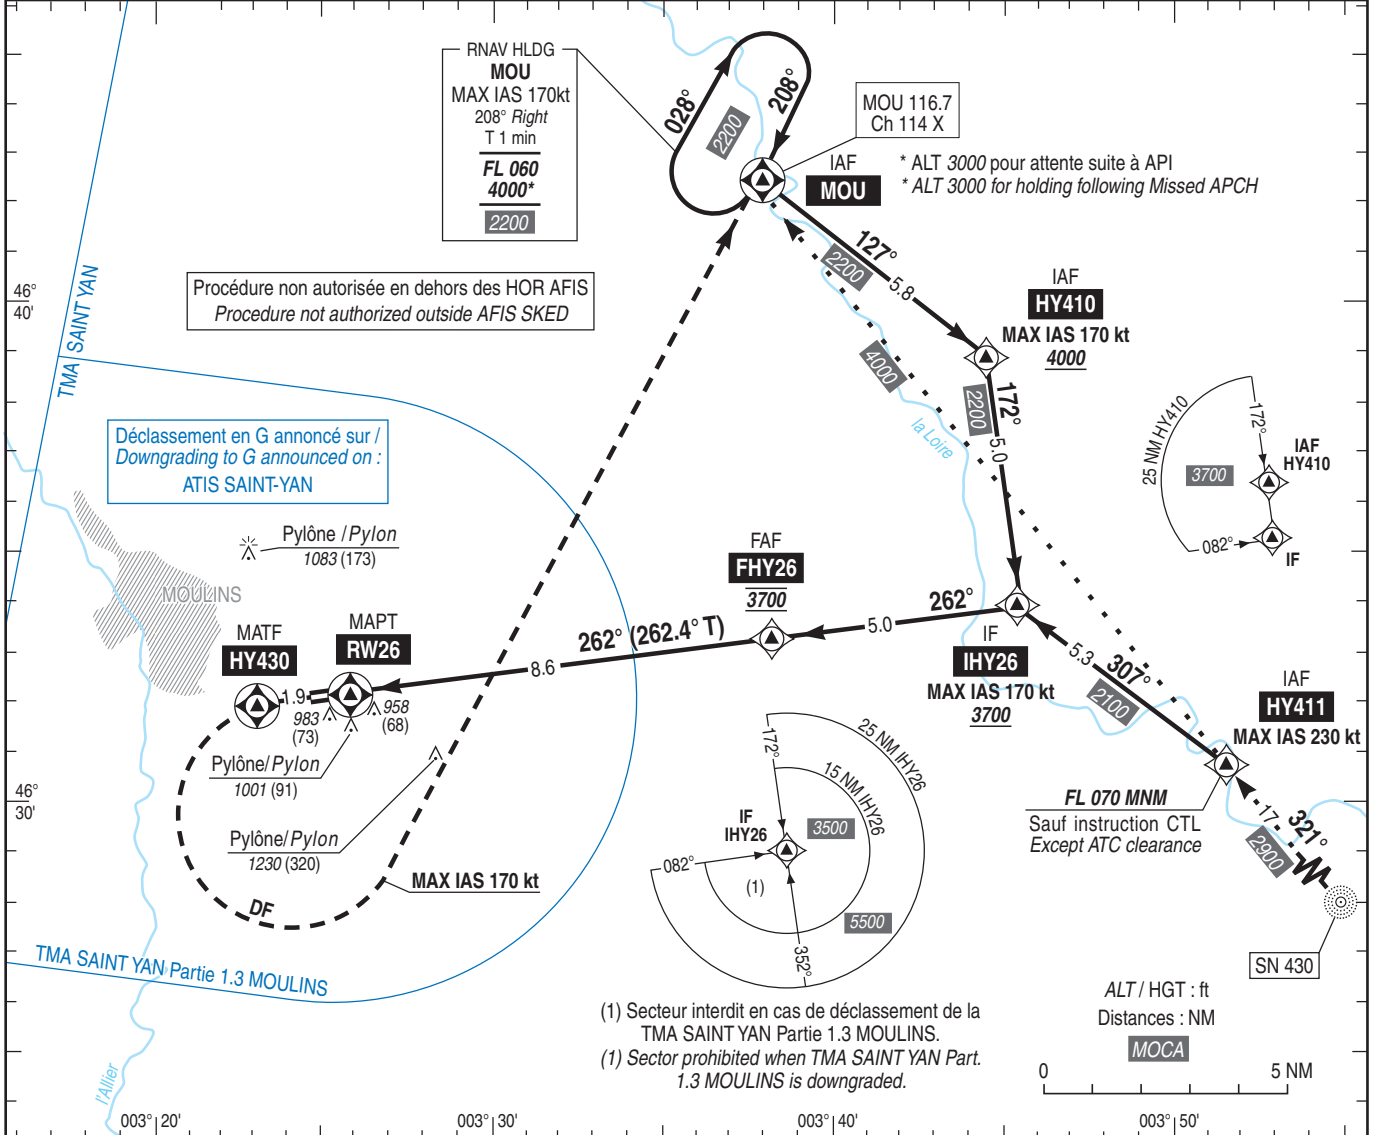 RNAV HLDG
MOU
MAX IAS 170kt
208° Right
T 1 min
FL 060
4000*
2200
028°
2200
208°
MOU 116.7
Ch 114 X
IAF
MOU
* ALT 3000 pour attente suite à API
* ALT 3000 for holding following Missed APCH
127°
2200
5.8
IAF
HY410
MAX IAS 170 kt
4000
46°
40'
TMA SAINT YAN
Procédure non autorisée en dehors des HOR AFIS
Procedure not authorized outside AFIS SKED
4000
2200
172°
5.0
la Loire
25 NM HY410
172°
3700
IAF
HY410
082°
IF
Déclassement en G annoncé sur /
Downgrading to G announced on :
ATIS SAINT-YAN
Pylône / Pylon
1083 (173)
MOULINS
FAF
FHY26
3700
262°
5.0
262° (262.4° T)
8.6
IF
IHY26
MAX IAS 170 kt
3700
MATF
HY430
MAPT
RW26
1.9
983
(73)
958
(68)
Pylône/Pylon
1001 (91)
Pylône/Pylon
1230 (320)
5.3
307°
2100
IAF
HY411
MAX IAS 230 kt
46°
30'
FL 070 MNM
Sauf instruction CTL
Except ATC clearance
17
321°
2900
SN 430
172°
25 NM IHY26
15 NM IHY26
IF
IHY26
3500
082°
(1)
5500
352°
MAX IAS 170 kt
DF
TMA SAINT YAN Partie 1.3 MOULINS
l'Allier
(1) Secteur interdit en cas de déclassement de la
TMA SAINT YAN Partie 1.3 MOULINS.
(1) Sector prohibited when TMA SAINT YAN Part.
1.3 MOULINS is downgraded.
ALT / HGT : ft
Distances : NM
MOCA
0 5 NM
003° 20' 003° 30' 003° 40' 003° 50'